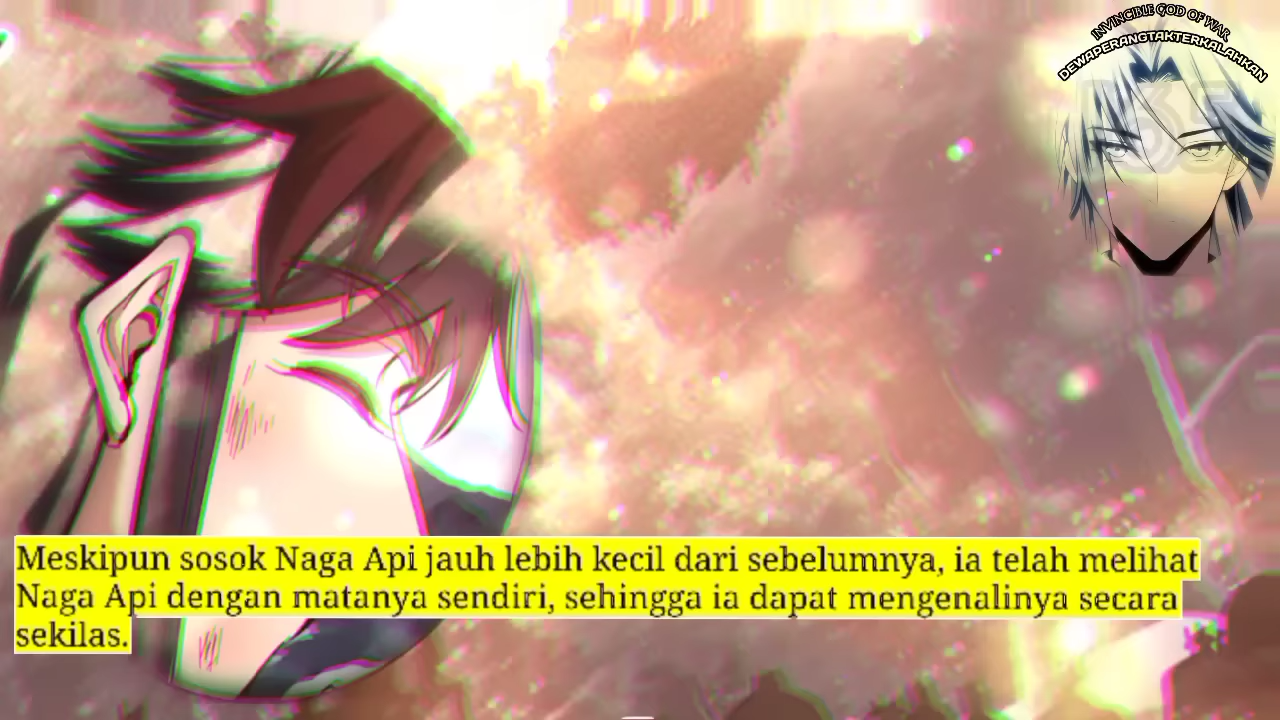 INVINCIBLE GOD OF WAR
DEWAPERANGTAKTERKALAHKAN
Meskipun sosok Naga Api jauh lebih kecil dari sebelumnya, ia telah melihat
Naga Api dengan matanya sendiri, sehingga ia dapat mengenalinya secara
sekilas.